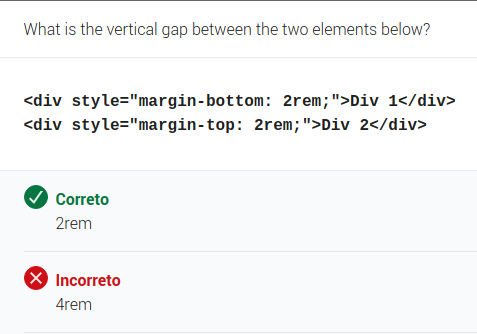 What is the vertical gap between the two elements below?
<div style="margin-bottom: 2rem;">Div 1</div>
<div style="margin-top: 2rem;">Div 2</div>
Correto
2rem
Incorreto
4rem